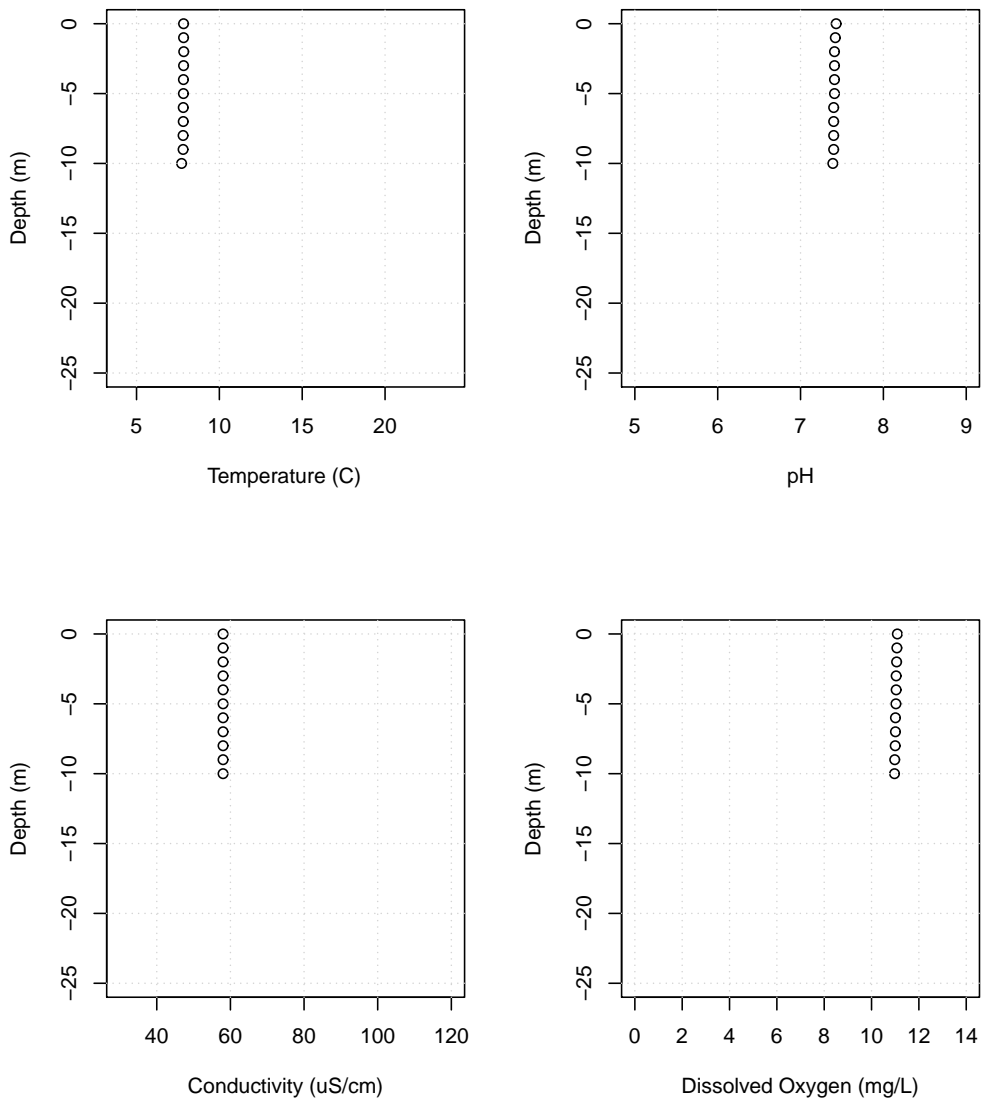 0
−5
−10
−15
−20
−25
Depth (m)
5 10 15 20
Temperature (C)
0
−5
−10
−15
−20
−25
Depth (m)
5 6 7 8 9
pH
0
−5
−10
−15
−20
−25
Depth (m)
40 60 80 100 120
Conductivity (uS/cm)
0
−5
−10
−15
−20
−25
Depth (m)
0 2 4 6 8 10 12 14
Dissolved Oxygen (mg/L)